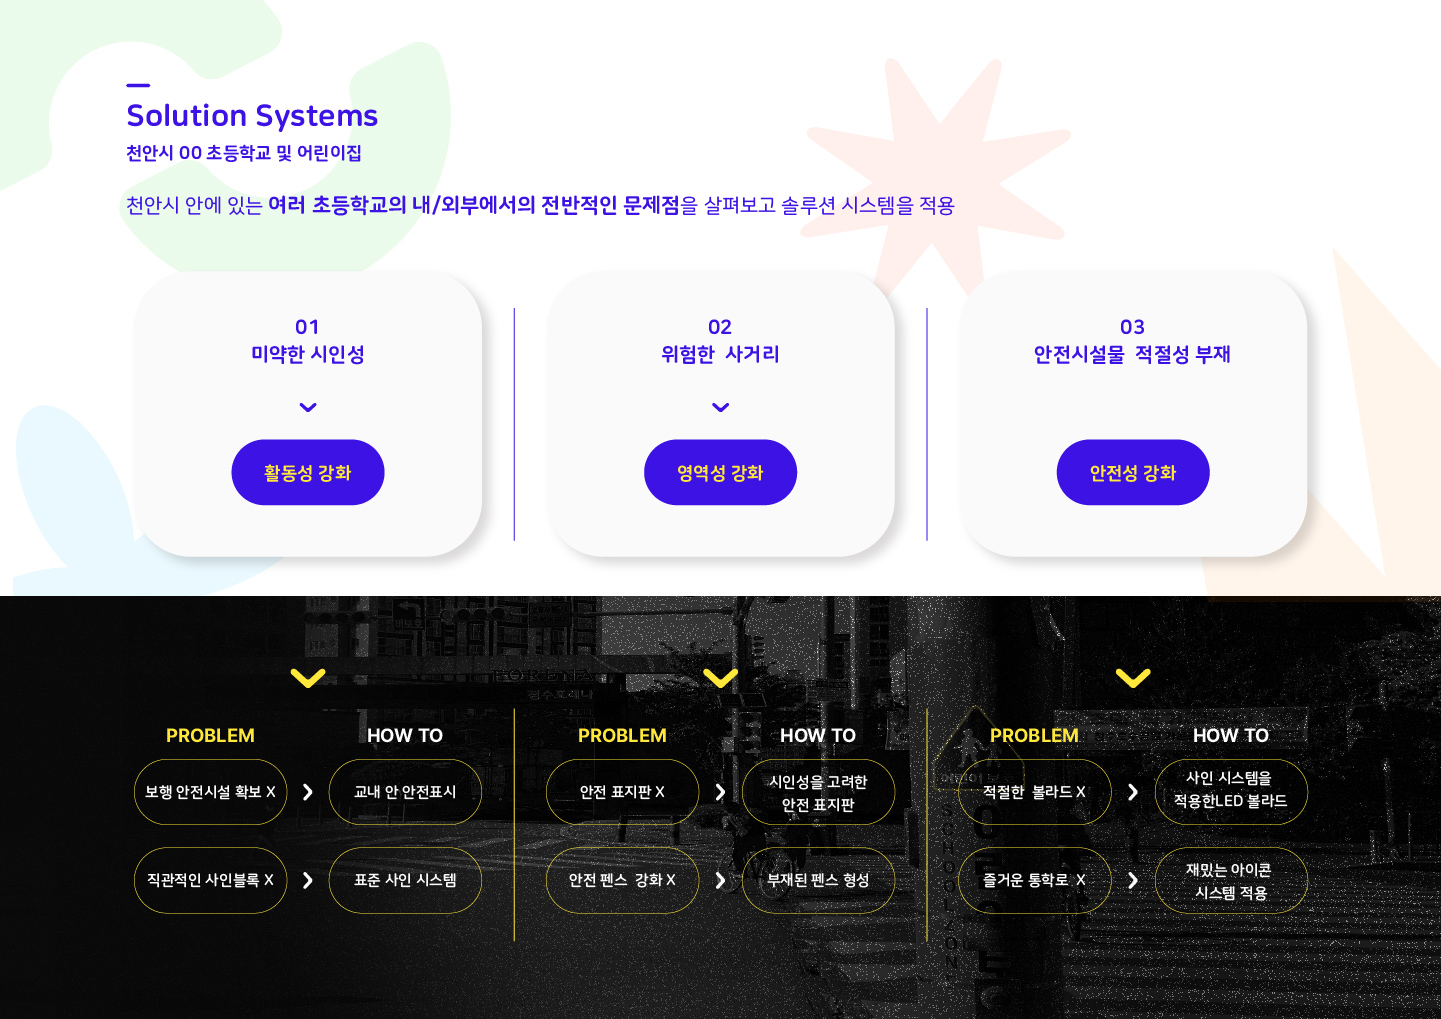 Solution Systems
천안시 00 초등학교 및 어린이집
천안시 안에 있는 여러 초등학교의 내/외부에서의 전반적인 문제점을 살펴보고 솔루션 시스템을 적용
01
미약한 시인성
활동성 강화
02
위험한 사거리
영역성 강화
03
안전시설물 적절성 부재
안전성 강화
PROBLEM
HOW TO
보행 안전시설 확보 X
교내 안 안전표시
직관적인 사인블록 X
표준 사인 시스템
PROBLEM
HOW TO
안전 표지판 X
시인성을 고려한
안전 표지판
안전 펜스 강화 X
부재된 펜스 형성
PROBLEM
HOW TO
적절한 볼라드 X
사인 시스템을
적용한LED 볼라드
즐거운 통학로 X
재밌는 아이콘
시스템 적용
SCHOOL ZONE